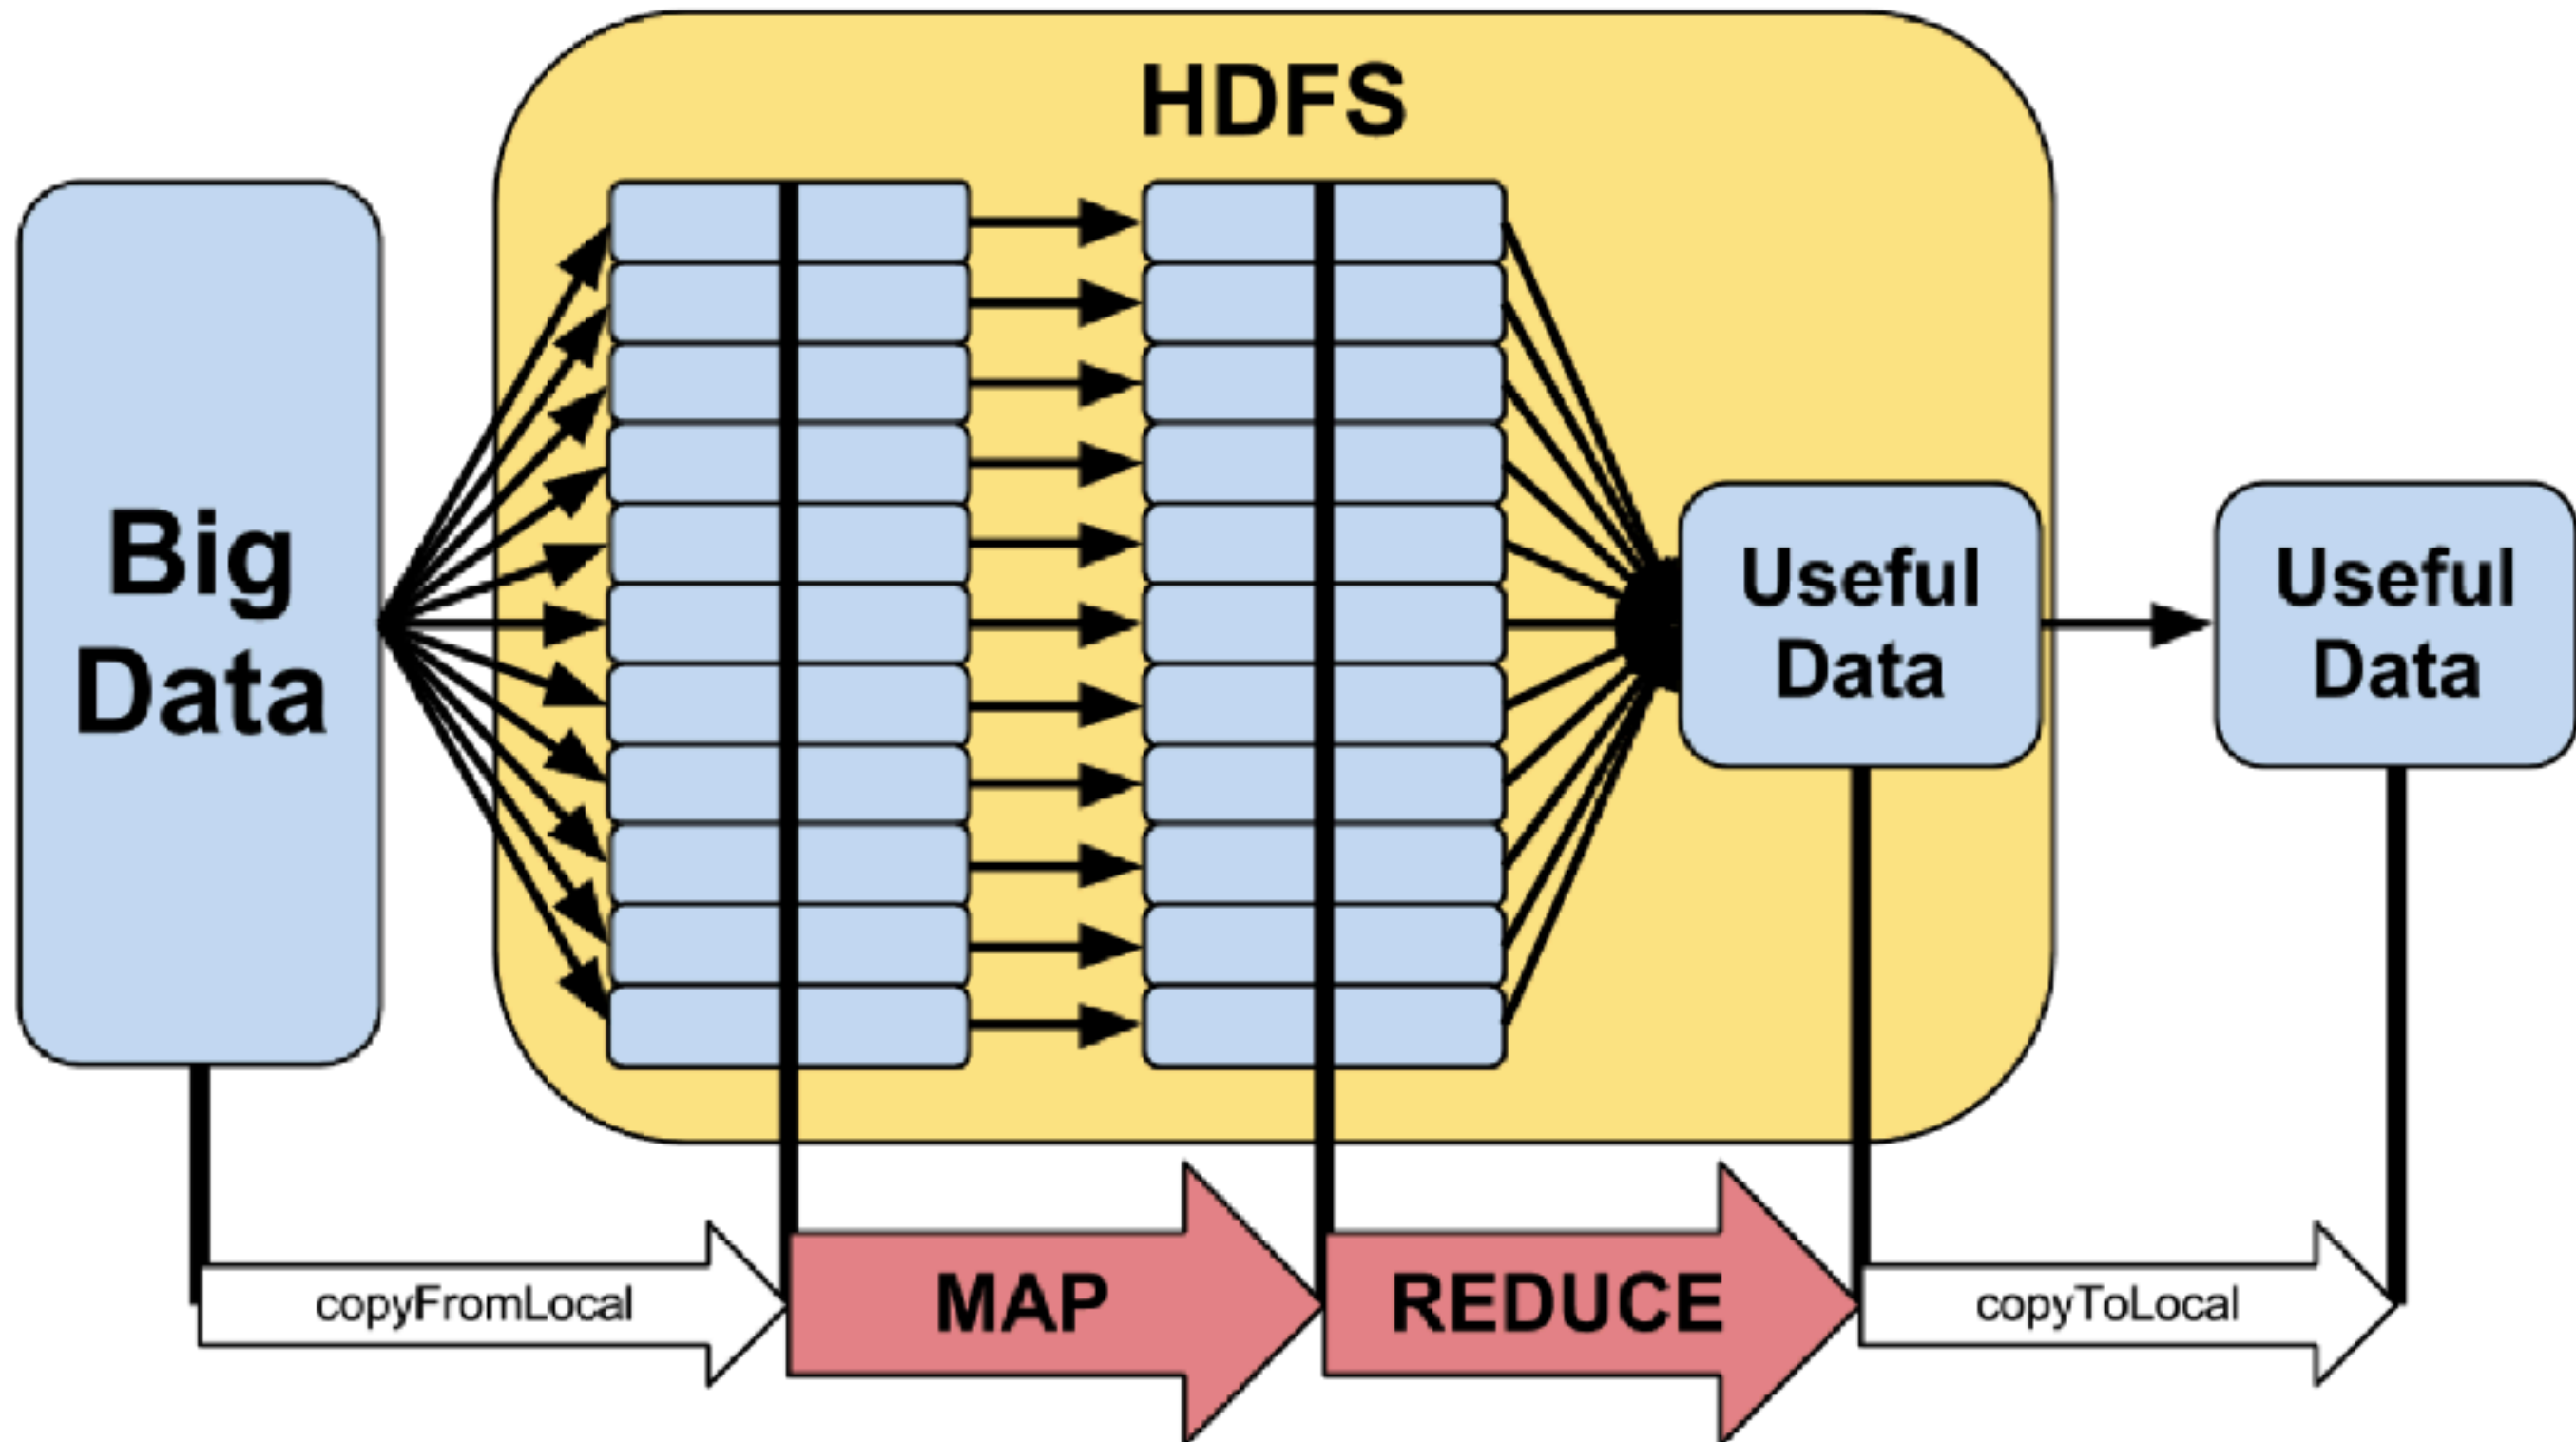 HDFS
Big
Data
Useful
Data
Useful
Data
copyFromLocal
MAP
REDUCE
copyToLocal